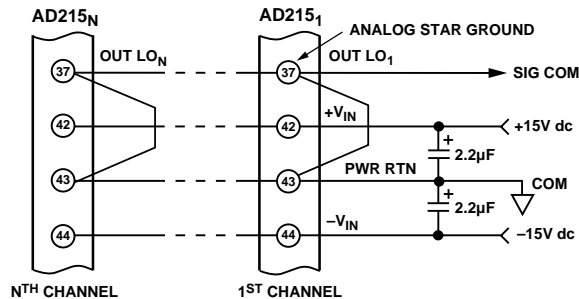 AD215N AD2151
ANALOG STAR GROUND
OUT LON OUT LO1
37 37 SIG COM
42 42 +VIN +15V dc
+
2.2µF
43 43 PWR RTN COM
+
2.2µF
44 44 –VIN –15V dc
NTH CHANNEL 1ST CHANNEL